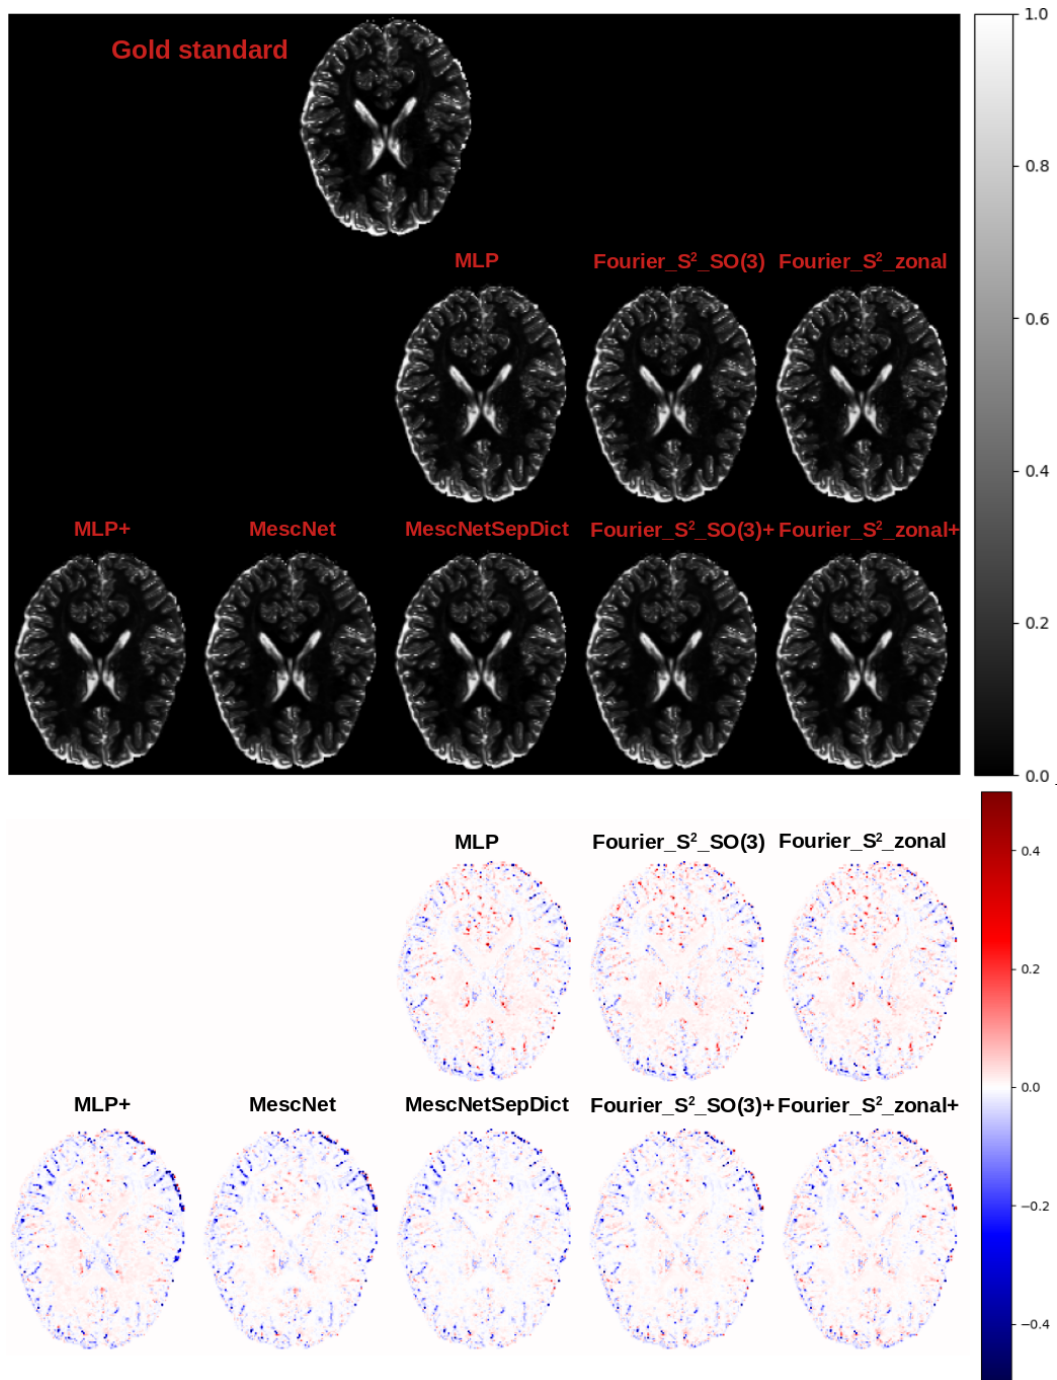 Gold standard
1.0
MLP Fourier_S²_SO(3) Fourier_S²_zonal
0.8
0.6
0.4
MLP+ MescNet MescNetSepDict Fourier_S²_SO(3)+ Fourier_S²_zonal+
0.2
0.0
MLP Fourier_S²_SO(3) Fourier_S²_zonal
0.4
0.2
0.0
MLP+ MescNet MescNetSepDict Fourier_S²_SO(3)+ Fourier_S²_zonal+
−0.2
−0.4